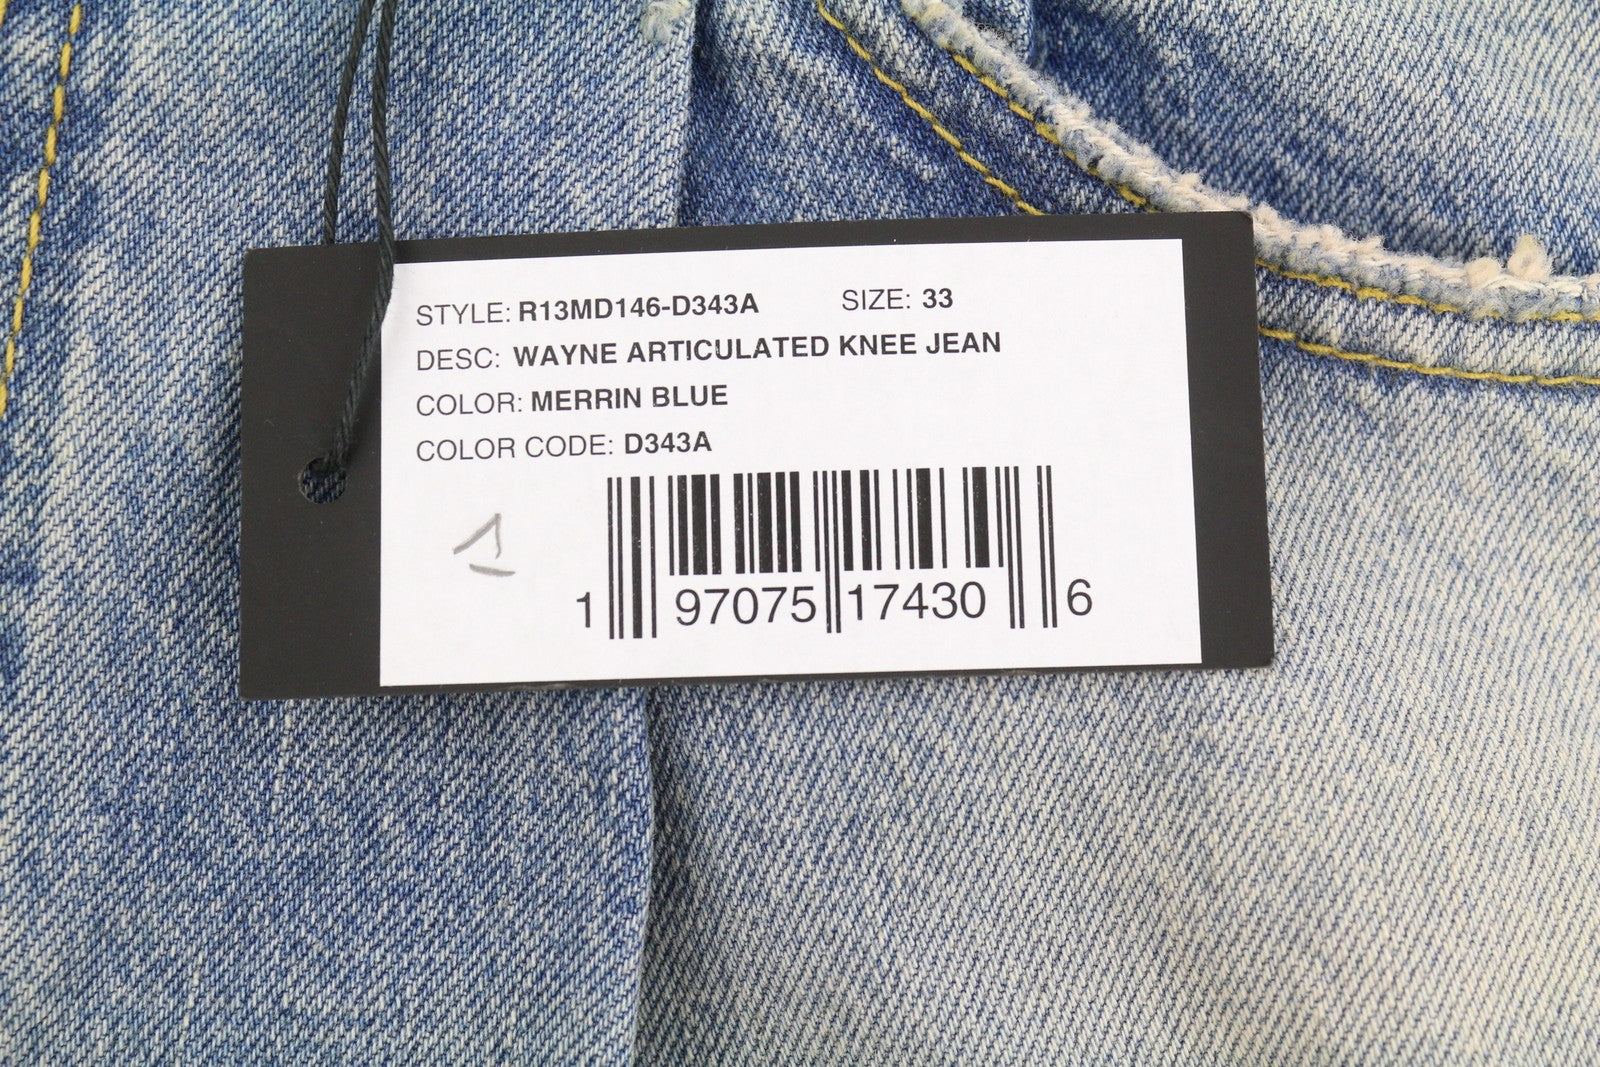 STYLE: R13MD146-D343A SIZE: 33
DESC: WAYNE ARTICULATED KNEE JEAN
COLOR: MERRIN BLUE
COLOR CODE: D343A
1
1 97075 17430 6